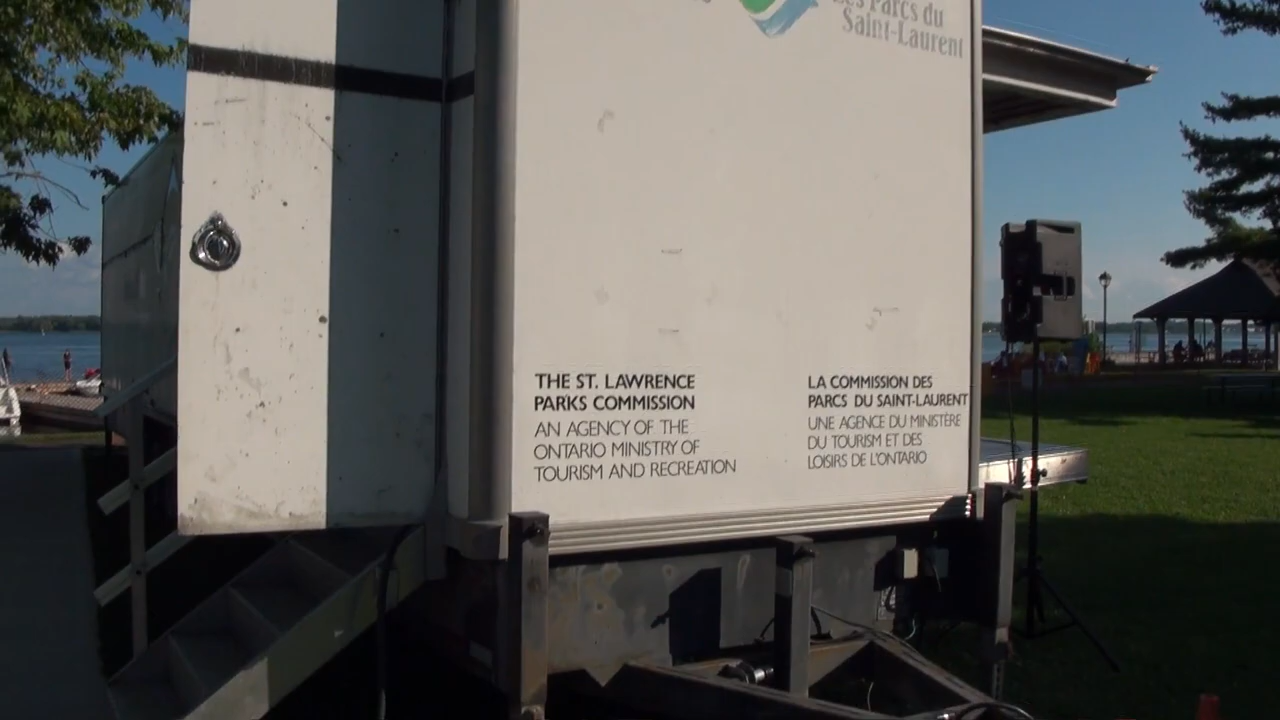 Les Parcs du
Saint-Laurent
THE ST. LAWRENCE
PARKS COMMISSION
AN AGENCY OF THE
ONTARIO MINISTRY OF
TOURISM AND RECREATION
LA COMMISSION DES
PARCS DU SAINT-LAURENT
UNE AGENCE DU MINISTÈRE
DU TOURISM ET DES
LOISIRS DE L'ONTARIO